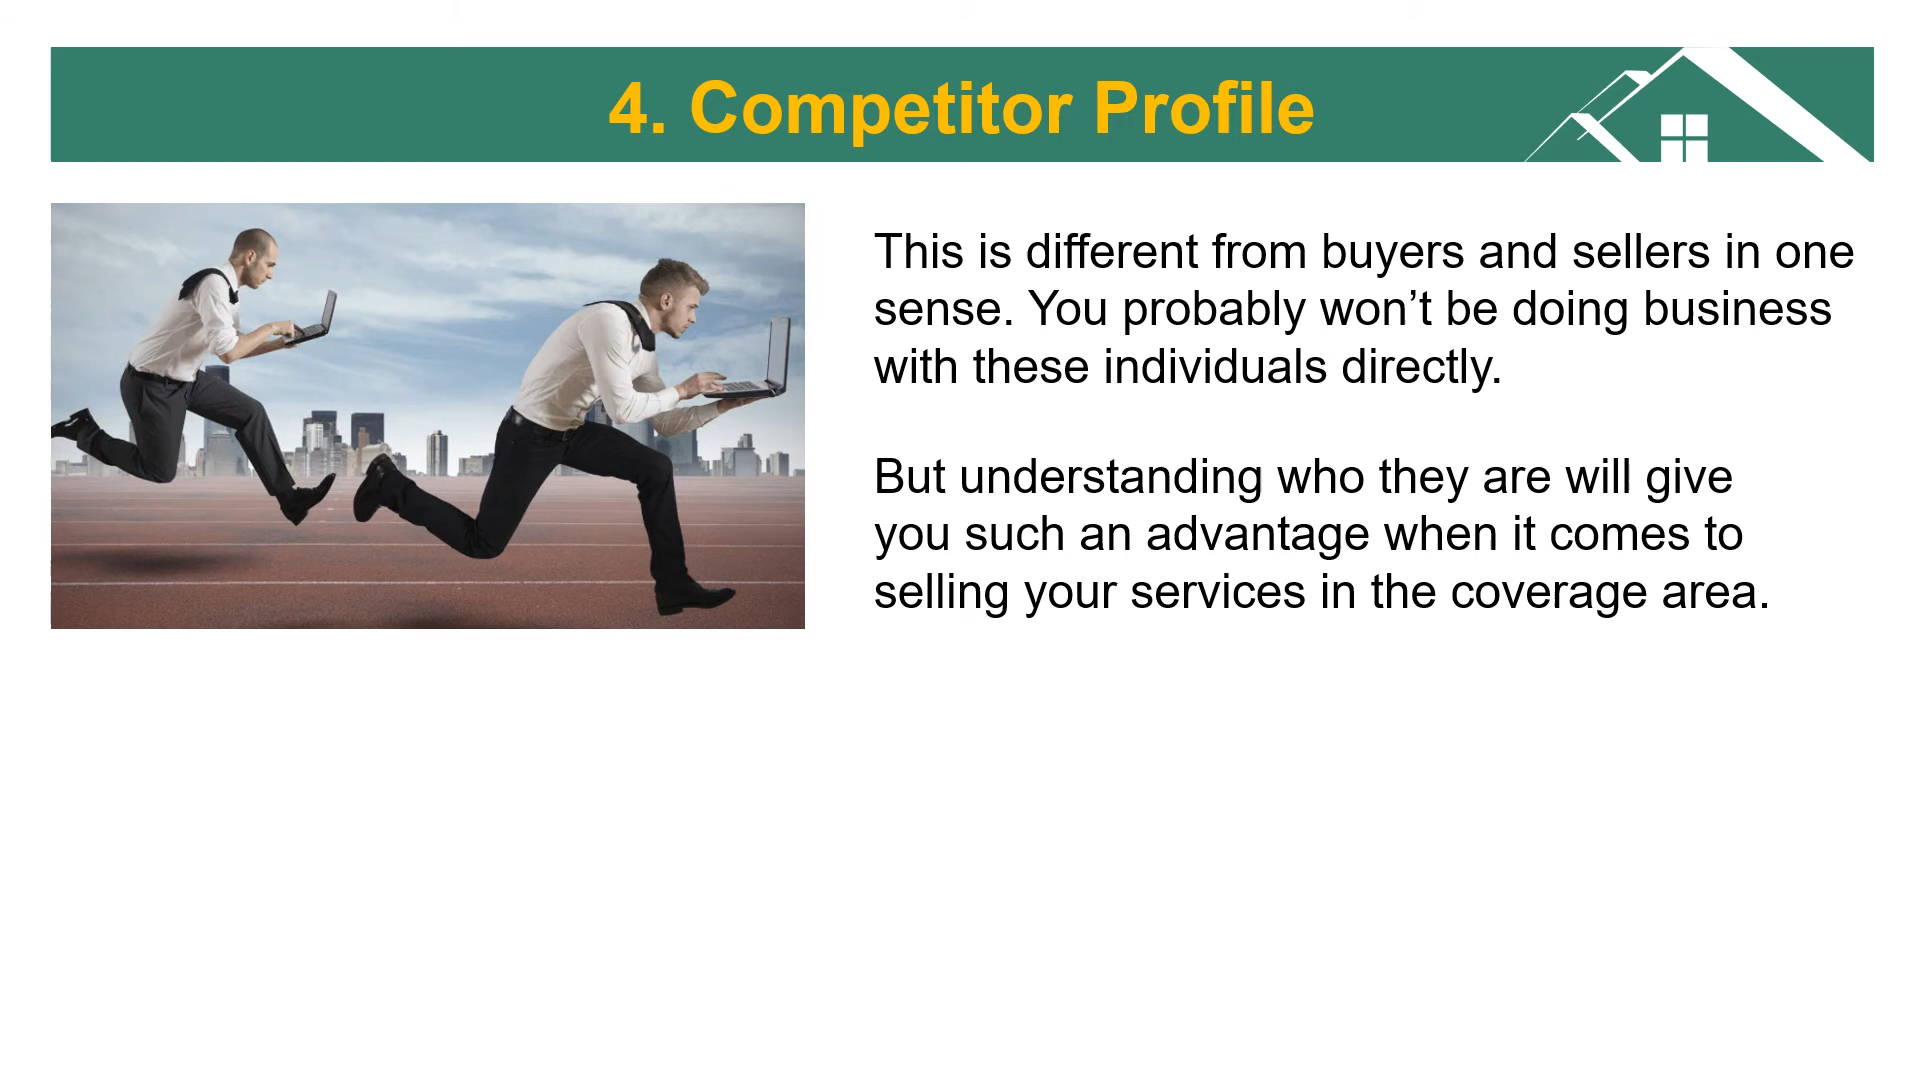 4. Competitor Profile
This is different from buyers and sellers in one
sense. You probably won’t be doing business
with these individuals directly.
But understanding who they are will give
you such an advantage when it comes to
selling your services in the coverage area.